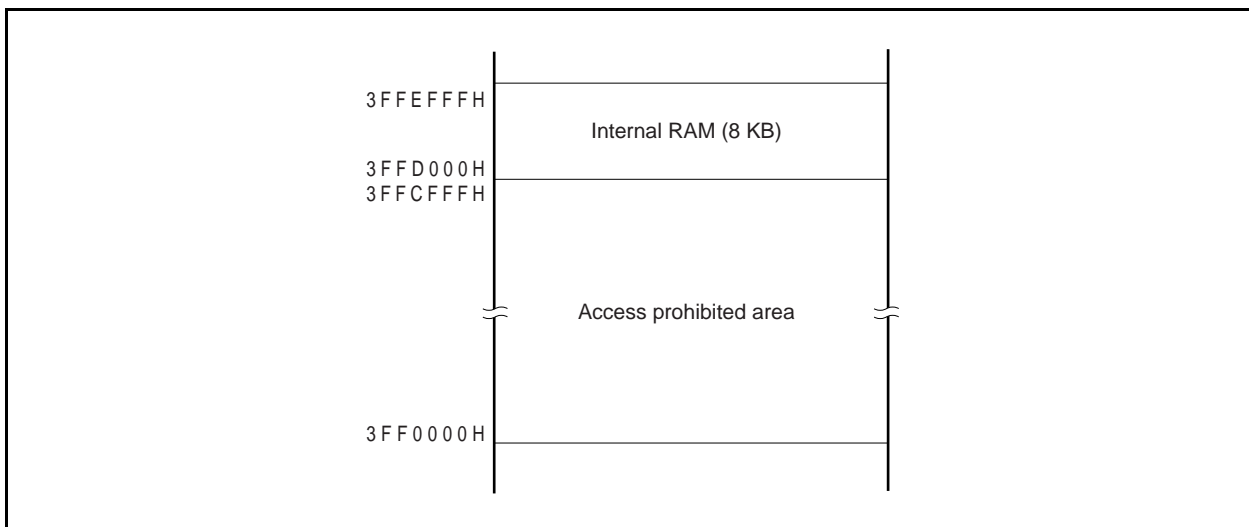 3FFEFFFH
Internal RAM (8 KB)
3FFD000H
3FFCFFFH
Access prohibited area
3FF0000H